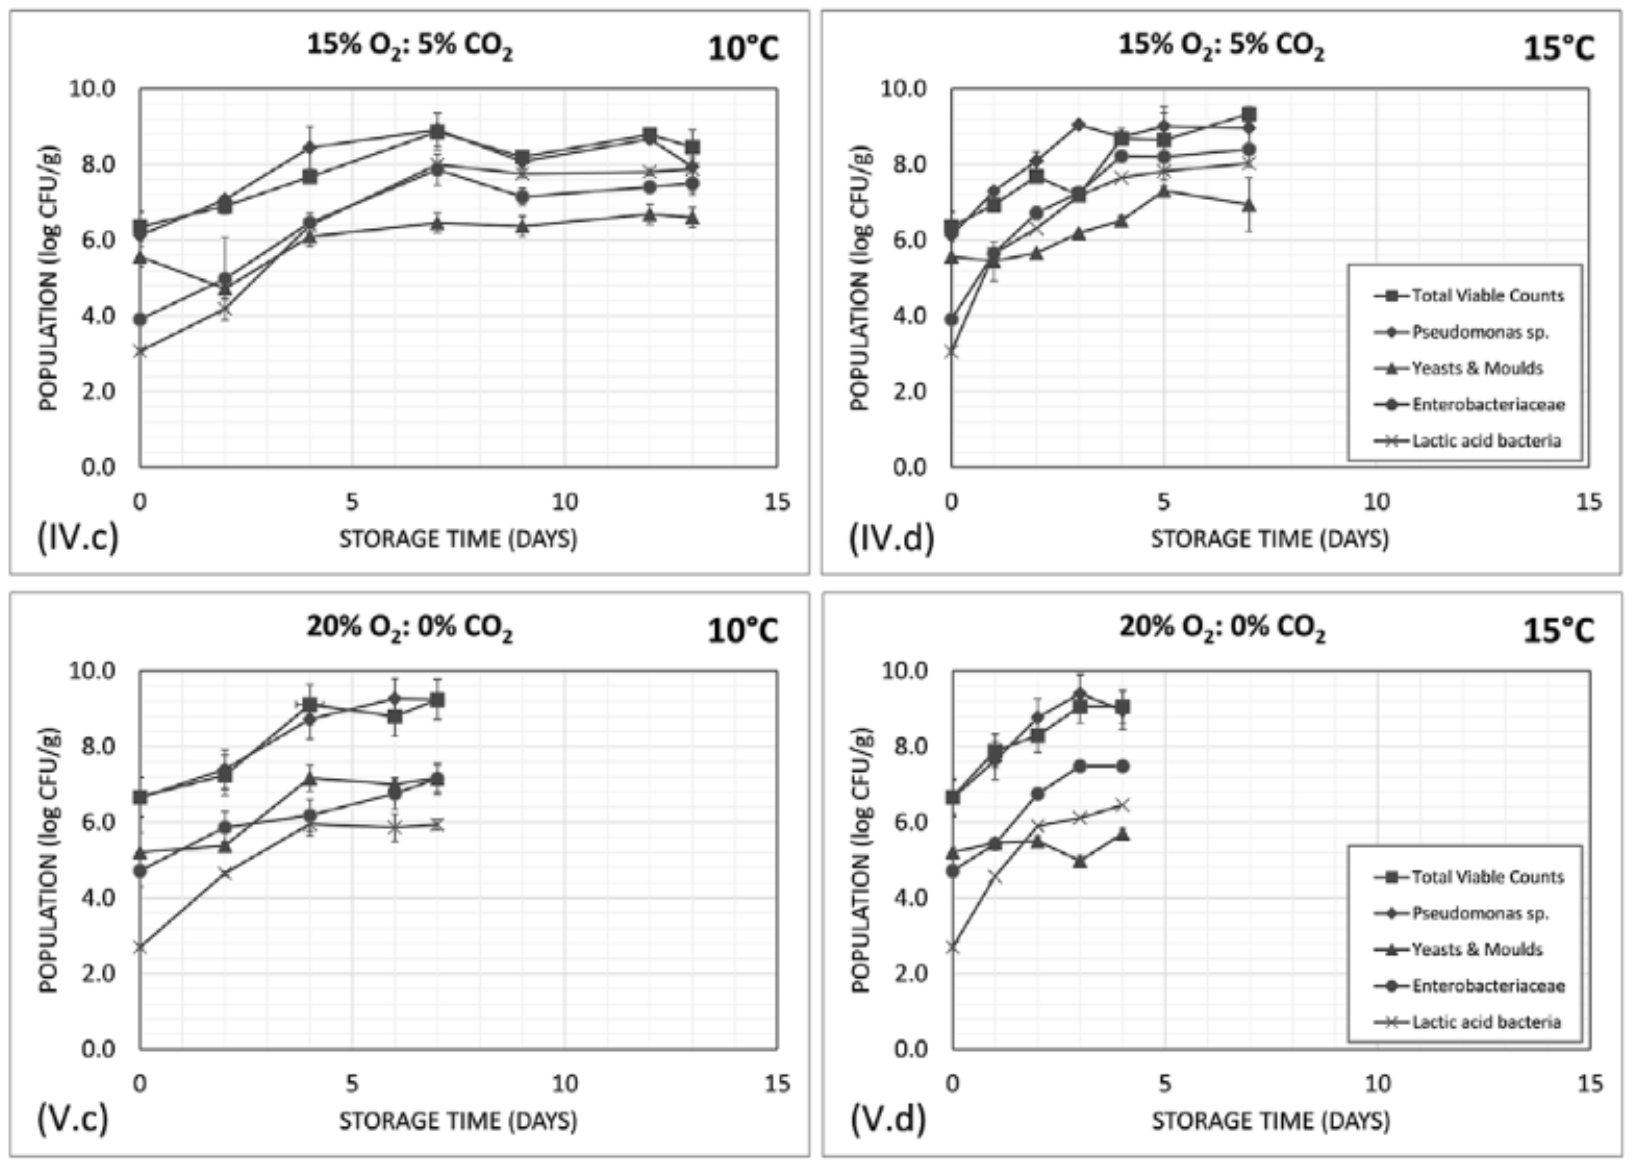 15% O₂: 5% CO₂ 10°C
10.0
8.0
6.0
4.0
2.0
0.0
POPULATION (log CFU/g)
0 5 10 15
STORAGE TIME (DAYS)
(IV.c)
15% O₂: 5% CO₂ 15°C
10.0
8.0
6.0
4.0
2.0
0.0
POPULATION (log CFU/g)
Total Viable Counts
Pseudomonas sp.
Yeasts & Moulds
Enterobacteriaceae
Lactic acid bacteria
0 5 10 15
STORAGE TIME (DAYS)
(IV.d)
20% O₂: 0% CO₂ 10°C
10.0
8.0
6.0
4.0
2.0
0.0
POPULATION (log CFU/g)
0 5 10 15
STORAGE TIME (DAYS)
(V.c)
20% O₂: 0% CO₂ 15°C
10.0
8.0
6.0
4.0
2.0
0.0
POPULATION (log CFU/g)
Total Viable Counts
Pseudomonas sp.
Yeasts & Moulds
Enterobacteriaceae
Lactic acid bacteria
0 5 10 15
STORAGE TIME (DAYS)
(V.d)